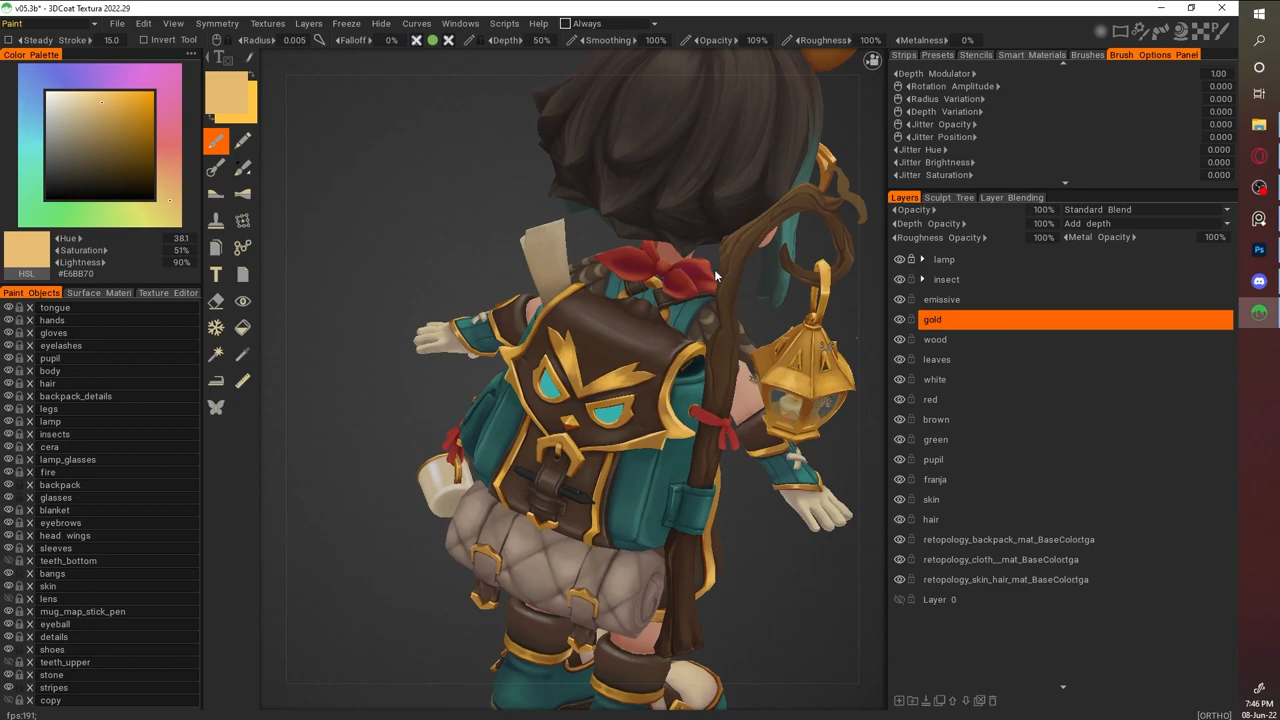 v05.3b* - 3DCoat Textura 2022.29
Paint File Edit View Symmetry Textures Layers Freeze Hide Curves Windows Scripts Help Always
Steady Stroke 15.0 Invert Tool Radius 0.005 Falloff 0% Depth 50% Smoothing 100% Opacity 109% Roughness 100% Metalness 0%
Color Palette
Hue 38.1
Saturation 51%
Lightness 90%
HSL #E6BB70
Paint Objects Surface Materi Texture Editor
tongue
hands
gloves
eyelashes
pupil
body
hair
backpack_details
legs
lamp
insects
cera
lamp_glasses
fire
backpack
glasses
blanket
eyebrows
head wings
sleeves
teeth_bottom
bangs
skin
lens
mug_map_stick_pen
eyeball
details
shoes
teeth_upper
stone
stripes
copy
fps:191;
Strips Presets Stencils Smart Materials Brushes Brush Options Panel
Depth Modulator 1.00
Rotation Amplitude 0.000
Radius Variation 0.000
Depth Variation 0.000
Jitter Opacity 0.000
Jitter Position 0.000
Jitter Hue 0.000
Jitter Brightness 0.000
Jitter Saturation 0.000
Layers Sculpt Tree Layer Blending
Opacity 100% Standard Blend
Depth Opacity 100% Add depth
Roughness Opacity 100% Metal Opacity 100%
lamp
insect
emissive
gold
wood
leaves
white
red
brown
green
pupil
franja
skin
hair
retopology_backpack_mat_BaseColortga
retopology_cloth__mat_BaseColortga
retopology_skin_hair_mat_BaseColortga
Layer 0
[ORTHO]
Ps
7:46 PM
08-Jun-22